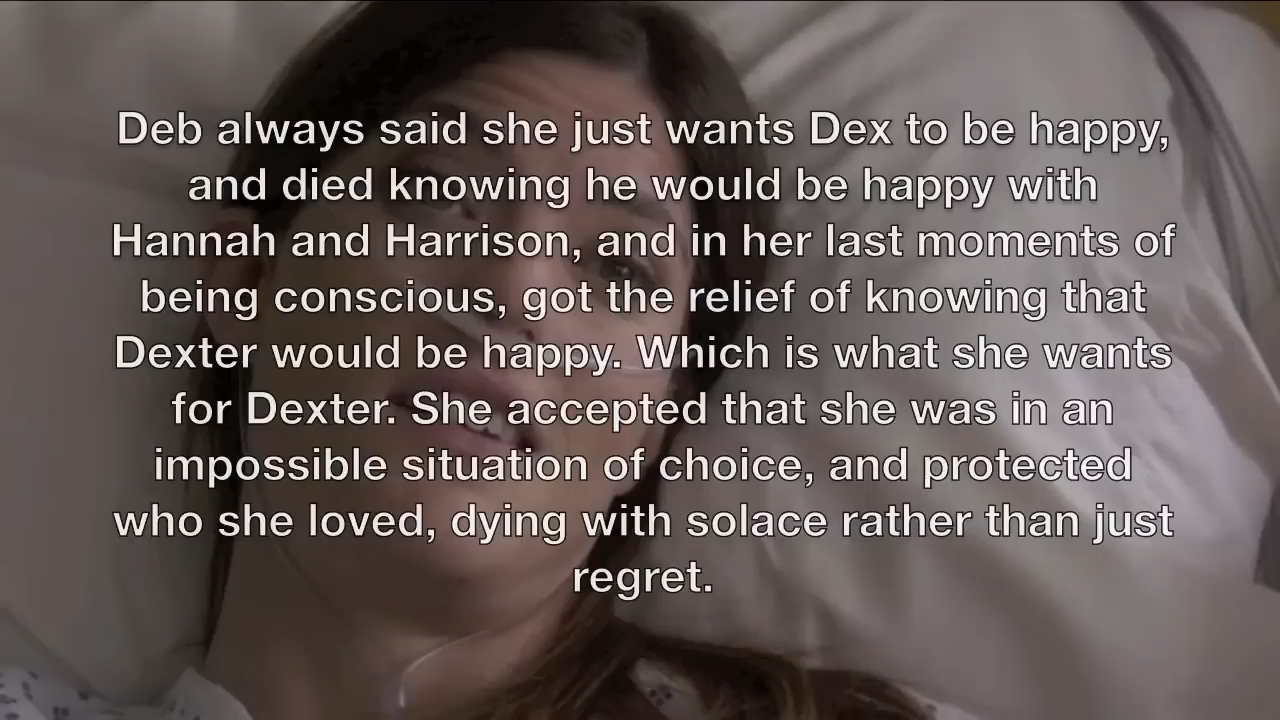 Deb always said she just wants Dex to be happy,
and died knowing he would be happy with
Hannah and Harrison, and in her last moments of
being conscious, got the relief of knowing that
Dexter would be happy. Which is what she wants
for Dexter. She accepted that she was in an
impossible situation of choice, and protected
who she loved, dying with solace rather than just
regret.